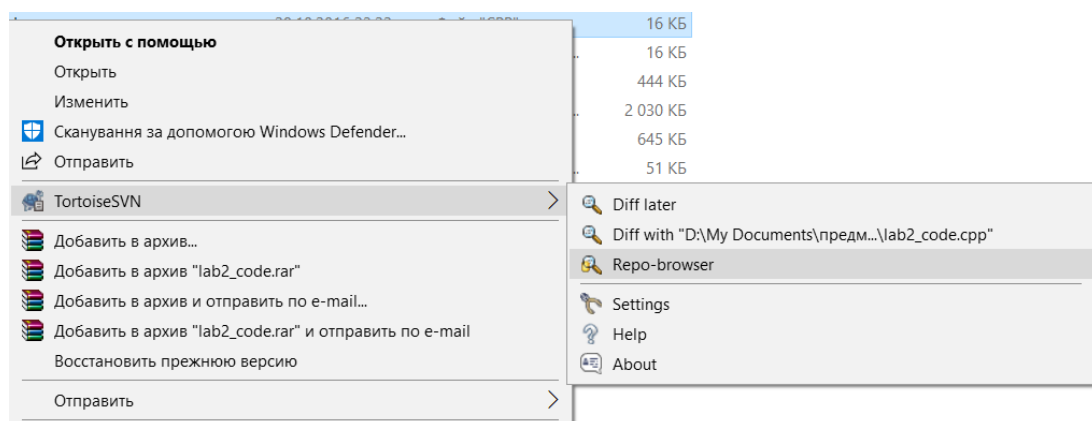 16 КБ
Открыть с помощью
Открыть
16 КБ
Изменить
444 КБ
2 030 КБ
Сканування за допомогою Windows Defender...
645 КБ
Отправить
51 КБ
TortoiseSVN
Diff later
Добавить в архив...
Diff with "D:\My Documents\предм...\lab2_code.cpp"
Добавить в архив "lab2_code.rar"
Repo-browser
Добавить в архив и отправить по e-mail...
Settings
Добавить в архив "lab2_code.rar" и отправить по e-mail
Help
Восстановить прежнюю версию
About
Отправить